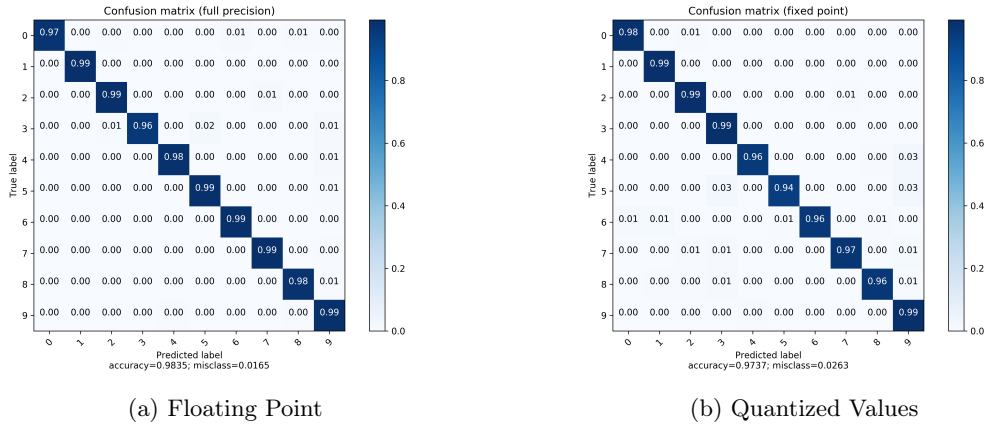 Confusion matrix (full precision)
0 0.97 0.00 0.00 0.00 0.00 0.00 0.01 0.00 0.01 0.00
1 0.00 0.99 0.00 0.00 0.00 0.00 0.00 0.00 0.00 0.00
2 0.00 0.00 0.99 0.00 0.00 0.00 0.00 0.01 0.00 0.00
3 0.00 0.00 0.01 0.96 0.00 0.02 0.00 0.00 0.00 0.01
4 0.00 0.00 0.00 0.00 0.98 0.00 0.00 0.00 0.00 0.01
5 0.00 0.00 0.00 0.00 0.00 0.99 0.00 0.00 0.00 0.01
6 0.00 0.00 0.00 0.00 0.00 0.00 0.99 0.00 0.00 0.00
7 0.00 0.00 0.00 0.00 0.00 0.00 0.00 0.99 0.00 0.00
8 0.00 0.00 0.00 0.00 0.00 0.00 0.00 0.00 0.98 0.01
9 0.00 0.00 0.00 0.00 0.00 0.00 0.00 0.00 0.00 0.99
0 1 2 3 4 5 6 7 8 9
True label
Predicted label
accuracy=0.9835; misclass=0.0165
0.8
0.6
0.4
0.2
0.0
(a) Floating Point
Confusion matrix (fixed point)
0 0.98 0.00 0.01 0.00 0.00 0.00 0.00 0.00 0.00 0.00
1 0.00 0.99 0.00 0.00 0.00 0.00 0.00 0.00 0.00 0.00
2 0.00 0.00 0.99 0.00 0.00 0.00 0.00 0.01 0.00 0.00
3 0.00 0.00 0.00 0.99 0.00 0.00 0.00 0.00 0.00 0.00
4 0.00 0.00 0.00 0.00 0.96 0.00 0.00 0.00 0.00 0.03
5 0.00 0.00 0.00 0.03 0.00 0.94 0.00 0.00 0.00 0.03
6 0.01 0.01 0.00 0.00 0.00 0.01 0.96 0.00 0.01 0.00
7 0.00 0.00 0.01 0.01 0.00 0.00 0.00 0.97 0.00 0.01
8 0.00 0.00 0.00 0.01 0.00 0.00 0.00 0.00 0.96 0.01
9 0.00 0.00 0.00 0.00 0.00 0.00 0.00 0.00 0.00 0.99
0 1 2 3 4 5 6 7 8 9
True label
Predicted label
accuracy=0.9737; misclass=0.0263
0.8
0.6
0.4
0.2
0.0
(b) Quantized Values